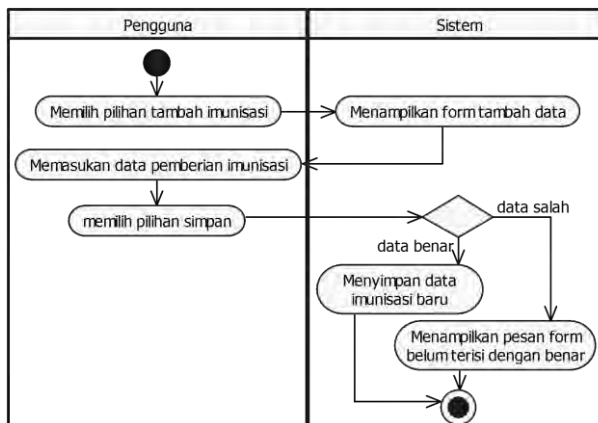 Pengguna
Sistem
Memilih pilihan tambah imunisasi
Menampilkan form tambah data
Memasukan data pemberian imunisasi
memilih pilihan simpan
data salah
data benar
Menyimpan data
imunisasi baru
Menampilkan pesan form
belum terisi dengan benar